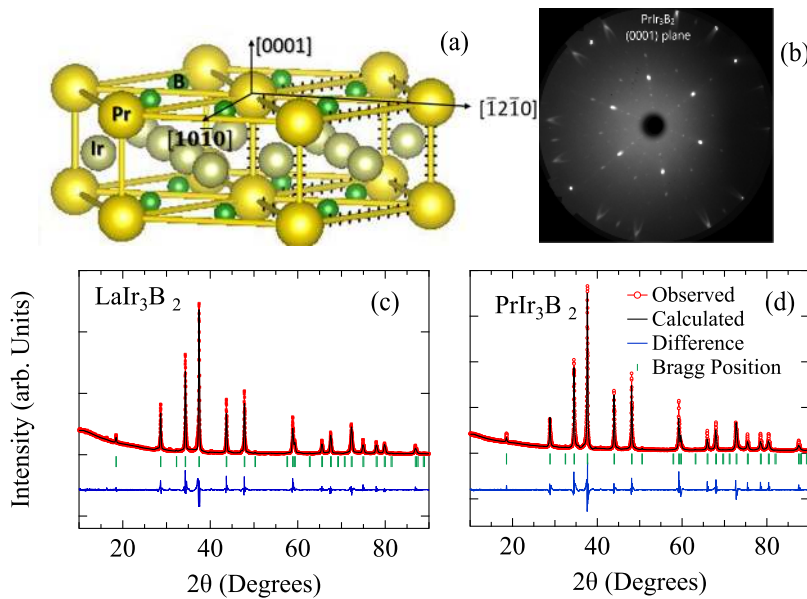 (a)
[0001]
B
Pr
[1̅21̅0]
[101̅0]
Ir
(b)
PrIr₃B₂
(0001) plane
(c)
LaIr₃B ₂
Intensity (arb. Units)
20 40 60 80
2θ (Degrees)
(d)
PrIr₃B ₂
Observed
Calculated
Difference
Bragg Position
20 40 60 80
2θ (Degrees)